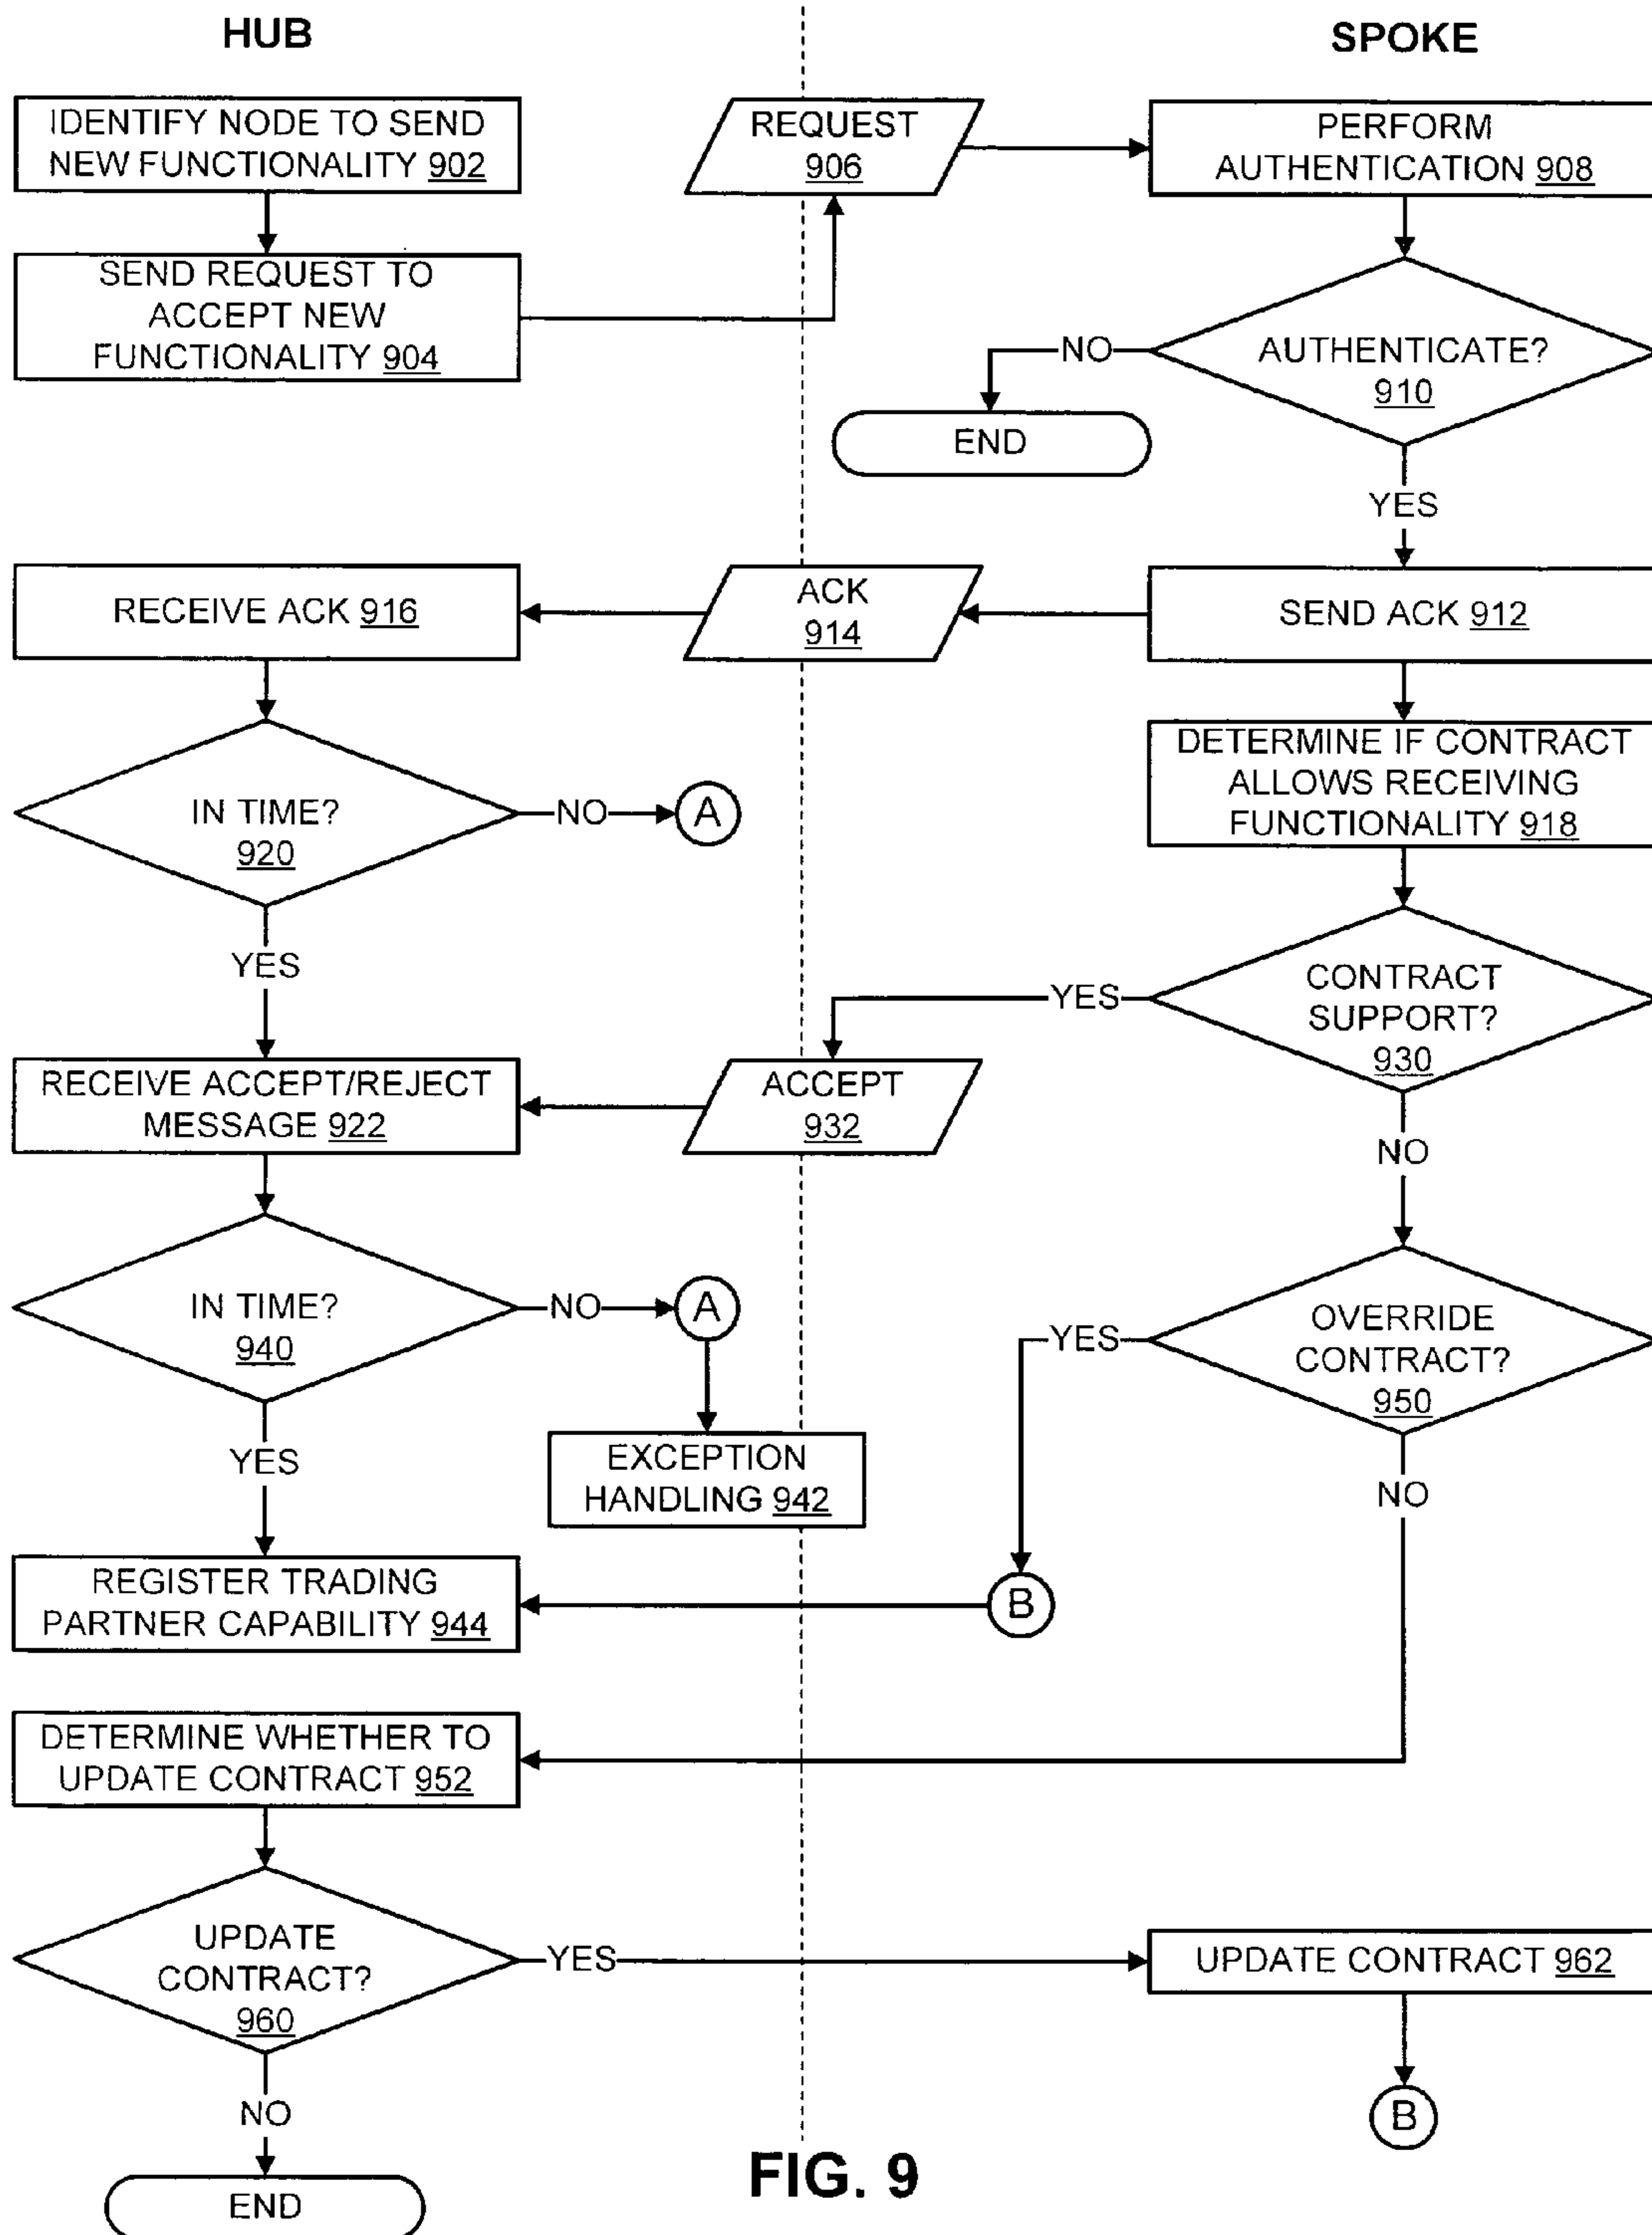 HUB
SPOKE
IDENTIFY NODE TO SEND
NEW FUNCTIONALITY 902
REQUEST
906
PERFORM
AUTHENTICATION 908
SEND REQUEST TO
ACCEPT NEW
FUNCTIONALITY 904
NO
AUTHENTICATE?
910
END
YES
RECEIVE ACK 916
ACK
914
SEND ACK 912
IN TIME?
920
NO
A
DETERMINE IF CONTRACT
ALLOWS RECEIVING
FUNCTIONALITY 918
YES
YES
CONTRACT
SUPPORT?
930
RECEIVE ACCEPT/REJECT
MESSAGE 922
ACCEPT
932
NO
IN TIME?
940
NO
A
YES
OVERRIDE
CONTRACT?
950
YES
EXCEPTION
HANDLING 942
NO
REGISTER TRADING
PARTNER CAPABILITY 944
B
DETERMINE WHETHER TO
UPDATE CONTRACT 952
UPDATE
CONTRACT?
960
YES
UPDATE CONTRACT 962
NO
B
END
FIG. 9